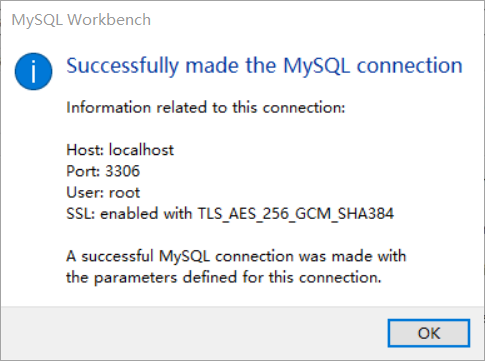 MySQL Workbench
Successfully made the MySQL connection
Information related to this connection:
Host: localhost
Port: 3306
User: root
SSL: enabled with TLS_AES_256_GCM_SHA384
A successful MySQL connection was made with
the parameters defined for this connection.
OK